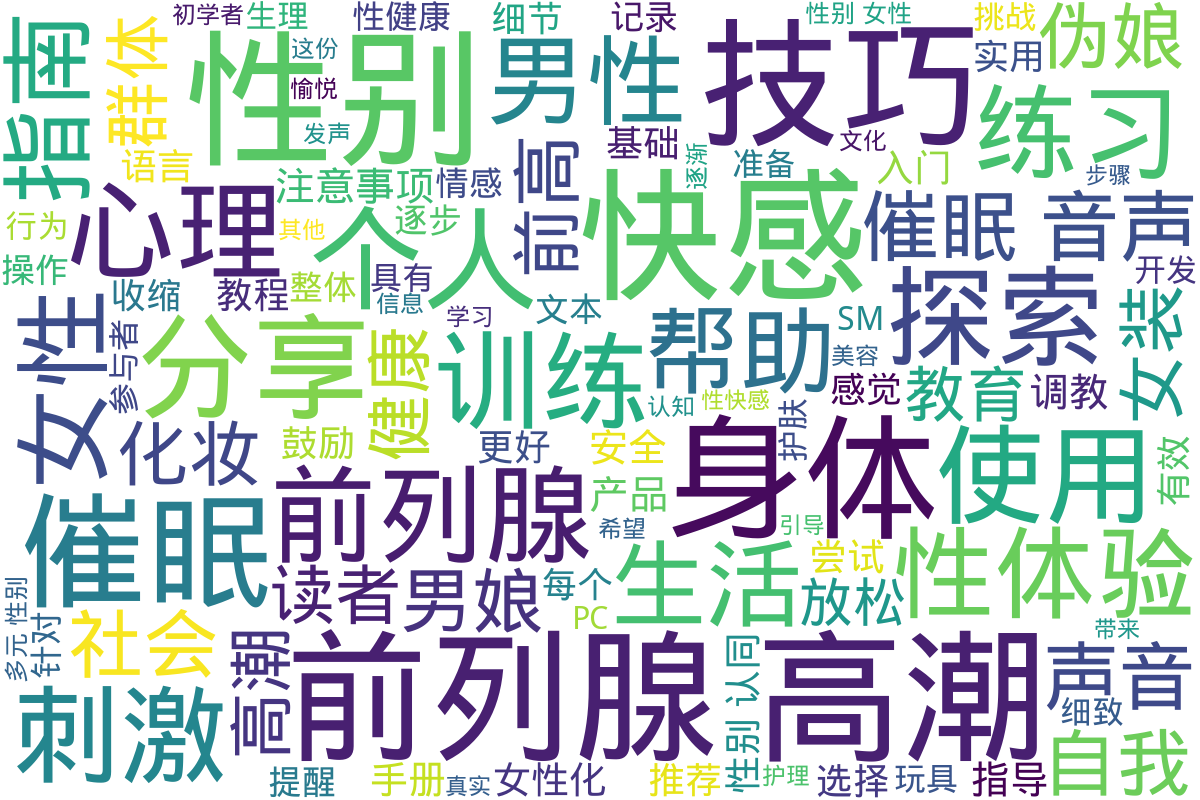 初学者
生理
性健康
细节
记录
性别 女性
挑战
伪娘
指南
群体
性别
这份
愉悦
发声
男性
技巧
实用
练习
语言
注意事项
情感
前高
基础
逐渐
准备
文化
入门
步骤
行为
心理
其他
个人
逐步
快感
催眠
音声
操作
收缩
教程
整体
具有
信息
学习
文本
帮助
SM
美容
探索
开发
女性
参与者
分享
健康
训练
认知
性快感
感觉
教育
调教
女装
化妆
鼓励
更好
安全
护肤
身体
使用
有效
催眠
前列腺
产品
希望
引导
读者
男娘
每个
PC
生活
尝试
放松
性体验
多元 性别
针对
社会
高潮
前列腺 高潮
性别 认同
带来
声音
细致
刺激
提醒
手册
真实
女性化
推荐
护理
选择
玩具
指导
自我